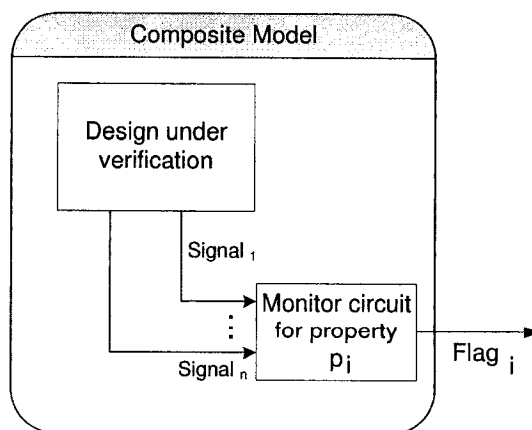 Composite Model
Design under
verification
Signal 1
Monitor circuit
for property
pi
Signal n
Flag i